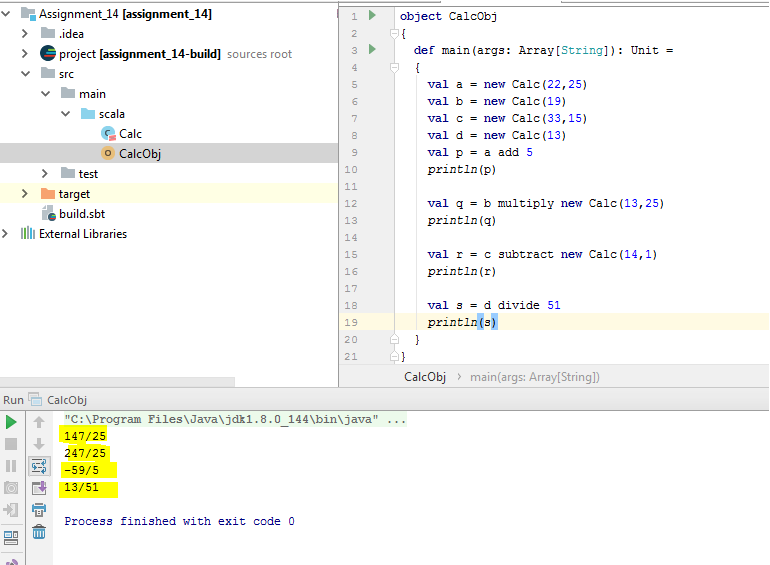 Assignment_14 [assignment_14]
.idea
project [assignment_14-build] sources root
src
main
scala
Calc
CalcObj
test
target
build.sbt
External Libraries
1 object CalcObj
2 {
3 def main(args: Array[String]): Unit =
4 {
5 val a = new Calc(22,25)
6 val b = new Calc(19)
7 val c = new Calc(33,15)
8 val d = new Calc(13)
9 val p = a add 5
10 println(p)
11
12 val q = b multiply new Calc(13,25)
13 println(q)
14
15 val r = c subtract new Calc(14,1)
16 println(r)
17
18 val s = d divide 51
19 println(s)
20 }
21 }
CalcObj > main(args: Array[String])
Run CalcObj
"C:\Program Files\Java\jdk1.8.0_144\bin\java" ...
147/25
247/25
-59/5
13/51
Process finished with exit code 0